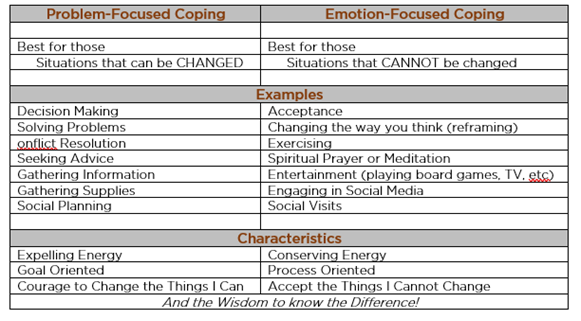 Problem-Focused Coping Emotion-Focused Coping
Best for those Best for those
Situations that can be CHANGED Situations that CANNOT be changed
Examples
Decision Making Acceptance
Solving Problems Changing the way you think (reframing)
onflict Resolution Exercising
Seeking Advice Spiritual Prayer or Meditation
Gathering Information Entertainment (playing board games, TV, etc)
Gathering Supplies Engaging in Social Media
Social Planning Social Visits
Characteristics
Expelling Energy Conserving Energy
Goal Oriented Process Oriented
Courage to Change the Things I Can Accept the Things I Cannot Change
And the Wisdom to know the Difference!